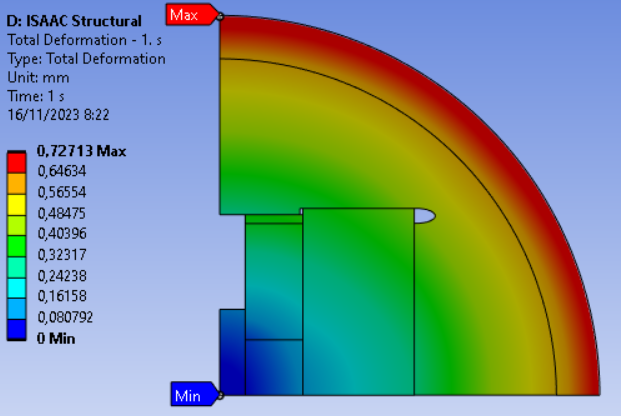 D: ISAAC Structural
Total Deformation - 1. s
Type: Total Deformation
Unit: mm
Time: 1 s
16/11/2023 8:22
0,72713 Max
0,64634
0,56554
0,48475
0,40396
0,32317
0,24238
0,16158
0,080792
0 Min
Max
Min